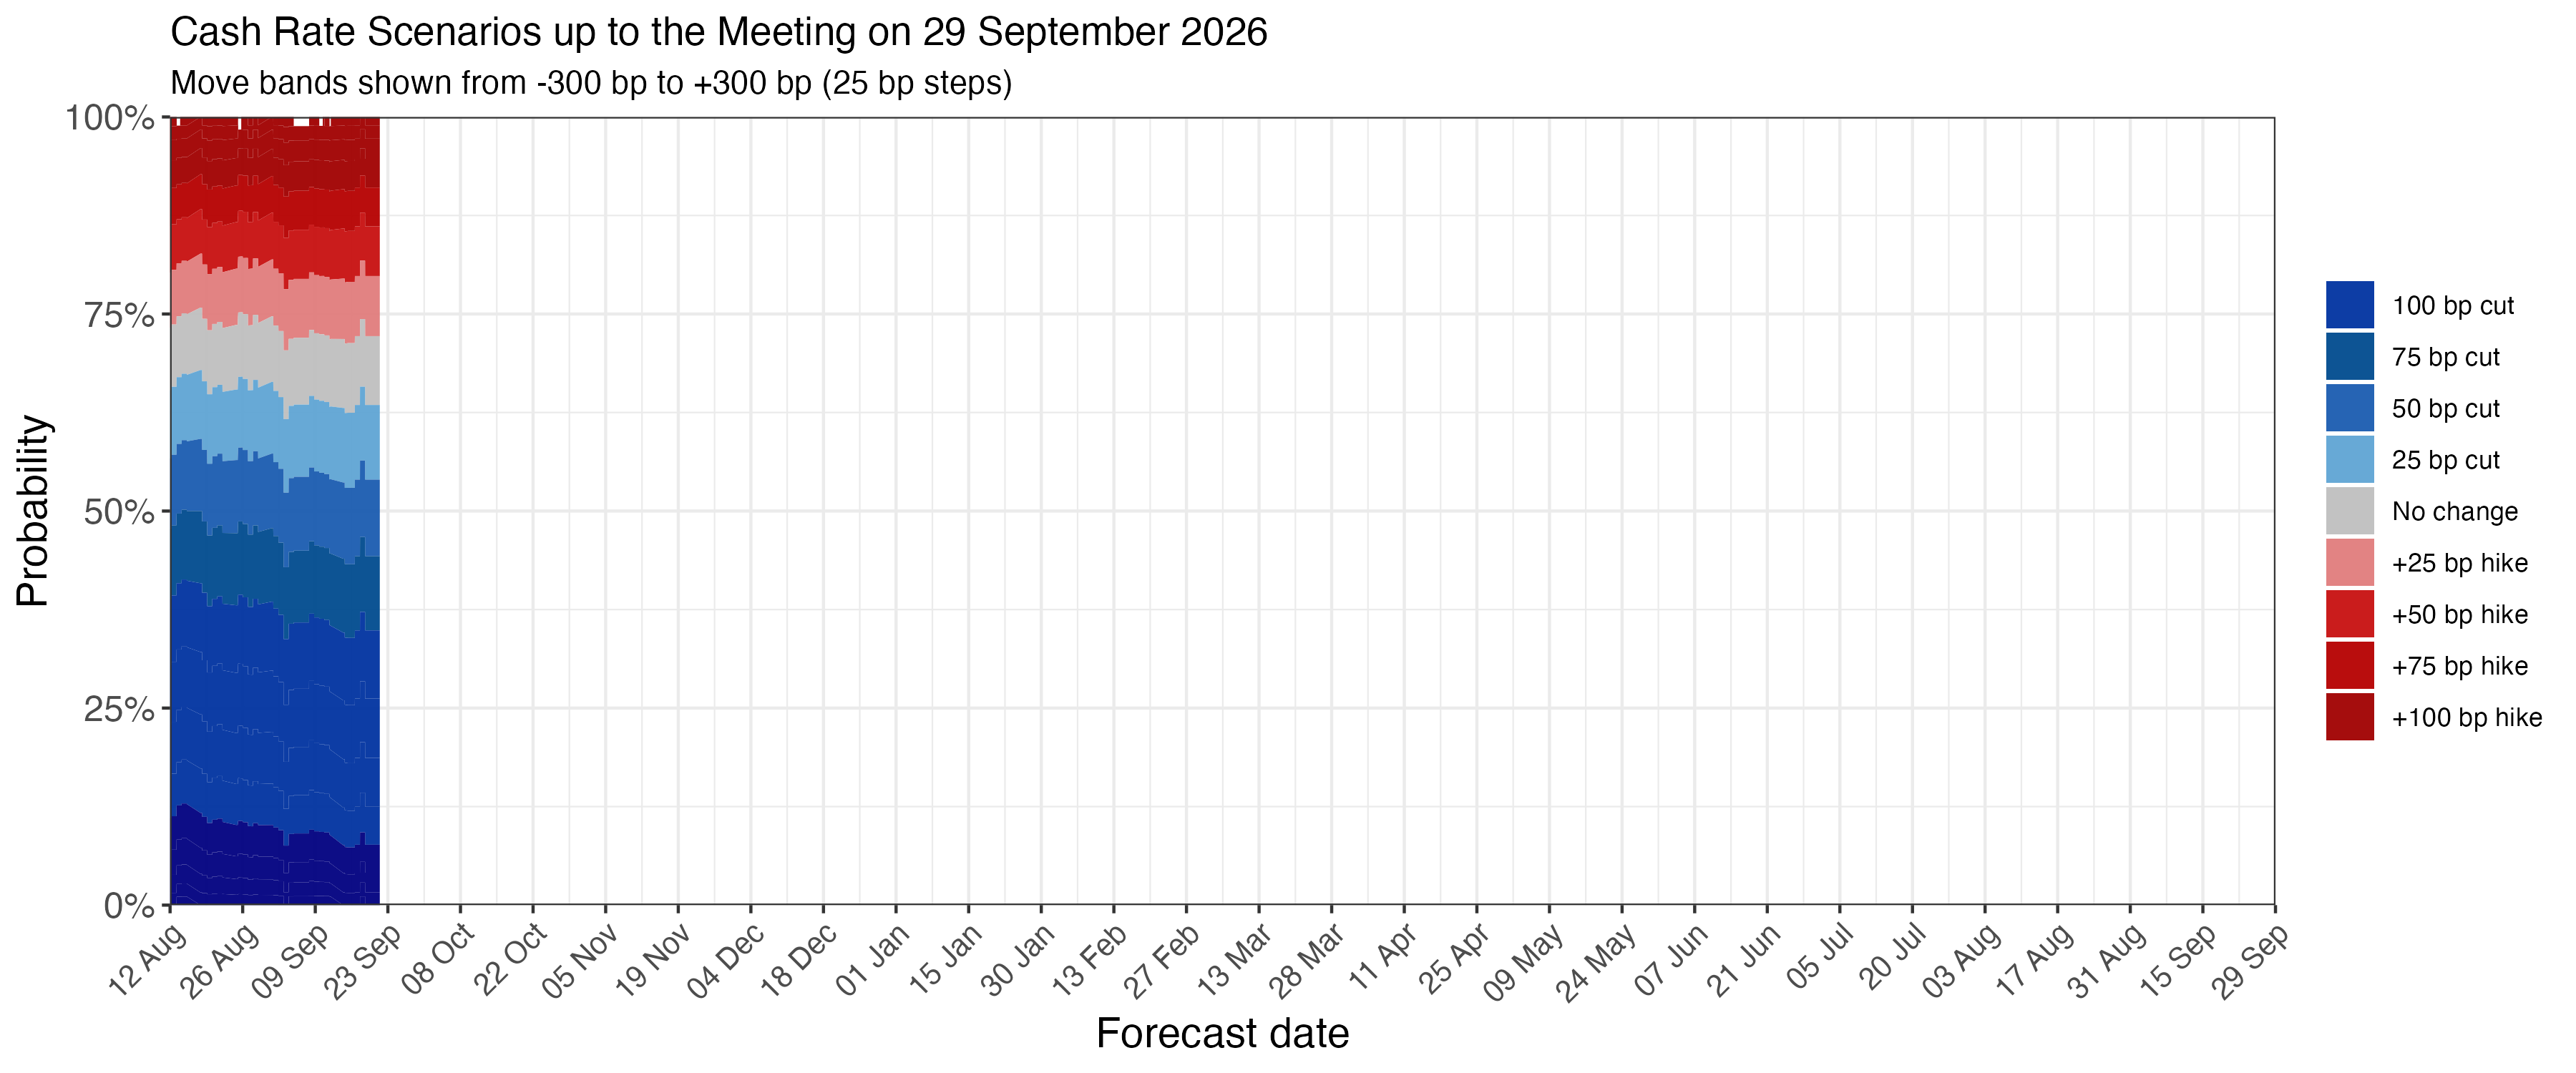 Cash Rate Scenarios up to the Meeting on 29 September 2026
Move bands shown from -300 bp to +300 bp (25 bp steps)
Probability
100%
75%
50%
25%
0%
12 Aug
26 Aug
09 Sep
23 Sep
08 Oct
22 Oct
05 Nov
19 Nov
04 Dec
18 Dec
01 Jan
15 Jan
30 Jan
13 Feb
27 Feb
13 Mar
28 Mar
11 Apr
25 Apr
09 May
24 May
07 Jun
21 Jun
05 Jul
20 Jul
03 Aug
17 Aug
31 Aug
15 Sep
29 Sep
Forecast date
100 bp cut
75 bp cut
50 bp cut
25 bp cut
No change
+25 bp hike
+50 bp hike
+75 bp hike
+100 bp hike